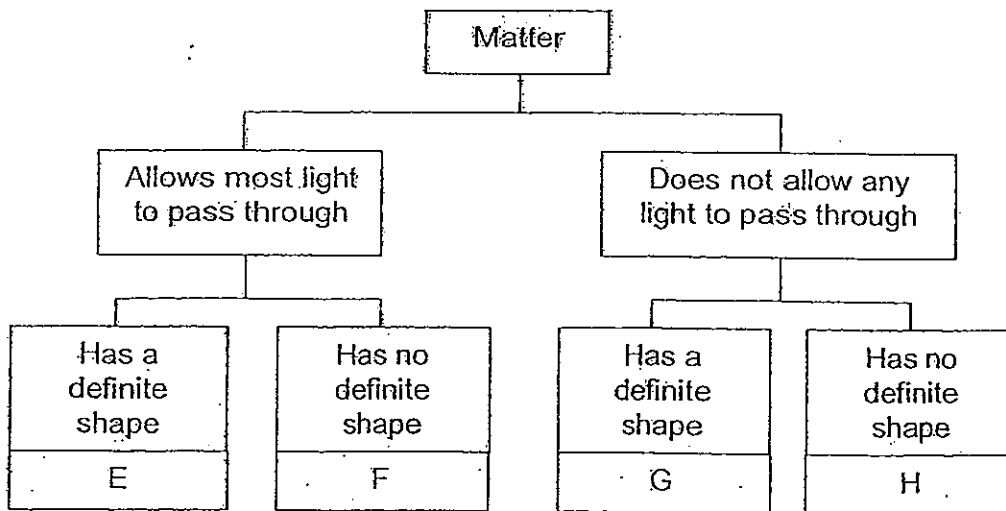 Matter
Allows most light
to pass through
Does not allow any
light to pass through
Has a
definite
shape
E
Has no
definite
shape
F
Has a
definite
shape
G
Has no
definite
shape
H